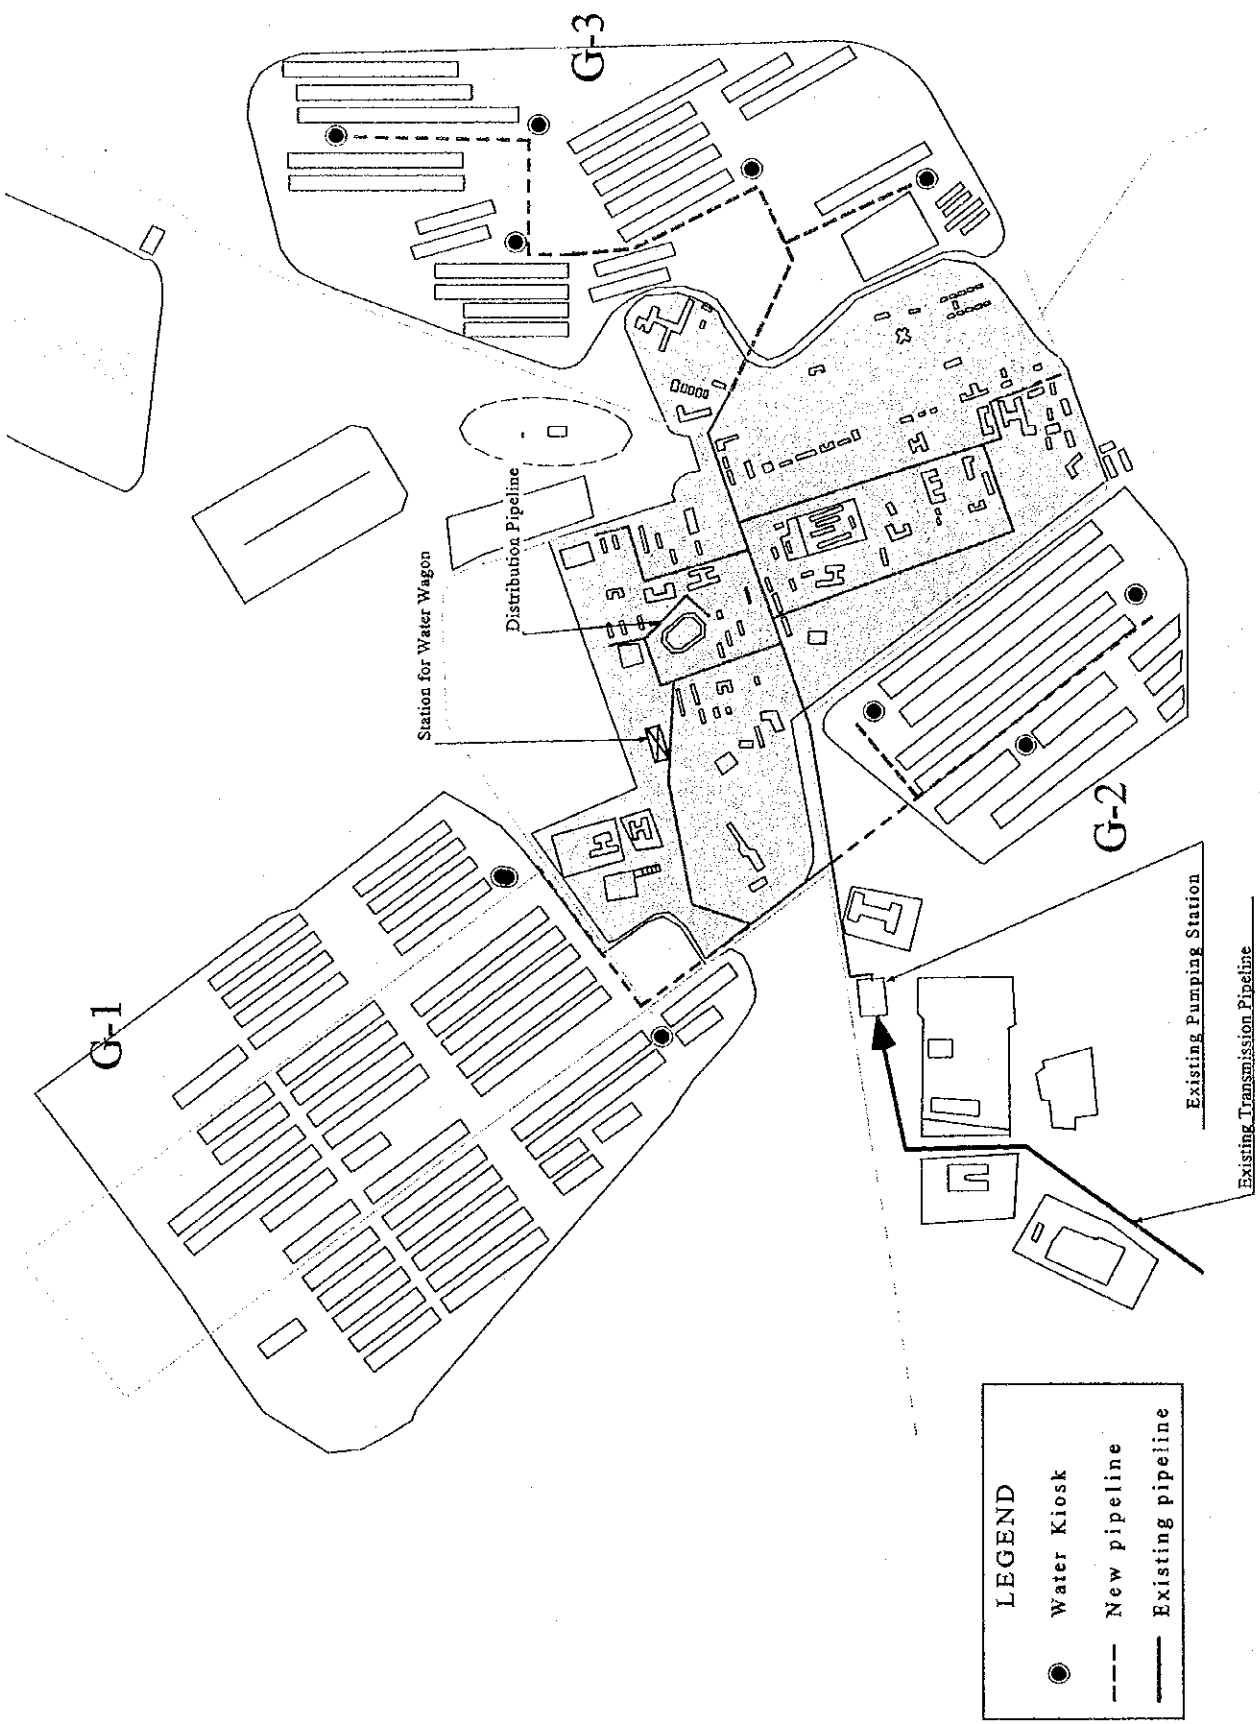 G-1
G-2
G-3
Station for Water Wagon
Distribution Pipeline
Existing Pumping Station
Existing Transmission Pipeline
LEGEND
Water Kiosk
New pipeline
Existing pipeline